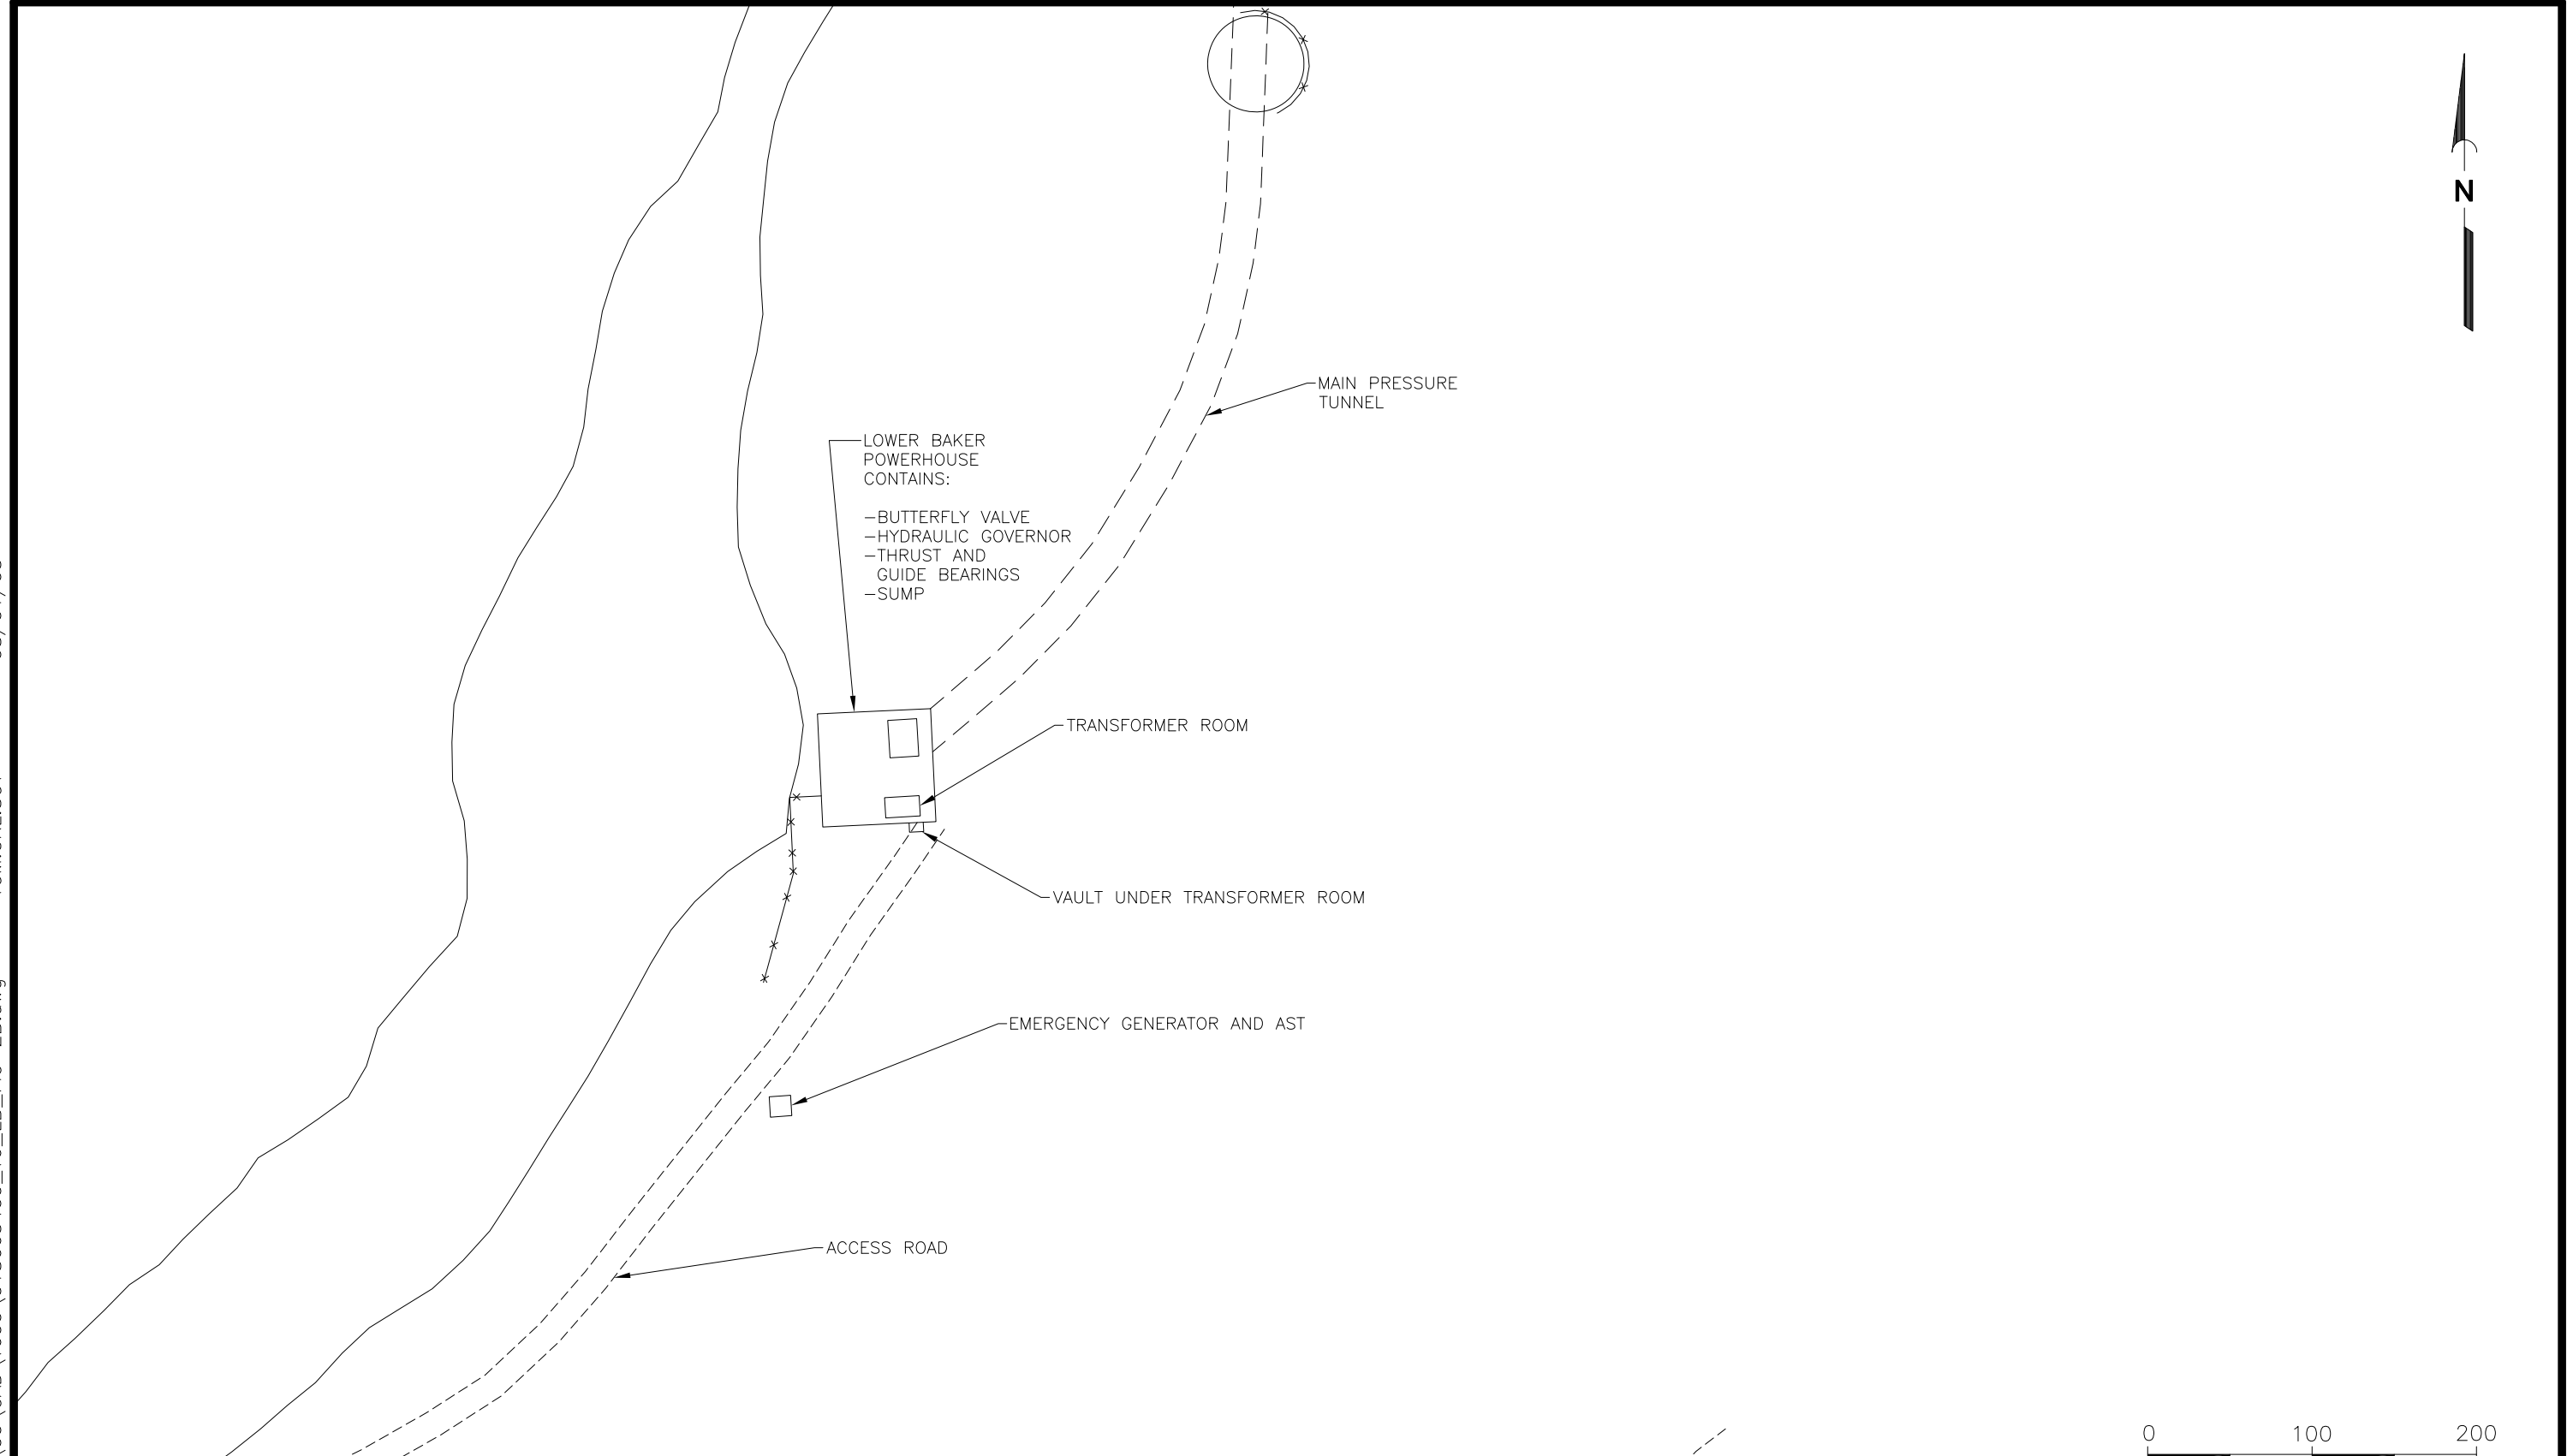 N
MAIN PRESSURE
TUNNEL
LOWER BAKER
POWERHOUSE
CONTAINS:
-BUTTERFLY VALVE
-HYDRAULIC GOVERNOR
-THRUST AND
GUIDE BEARINGS
-SUMP
TRANSFORMER ROOM
VAULT UNDER TRANSFORMER ROOM
EMERGENCY GENERATOR AND AST
ACCESS ROAD
0 100 200